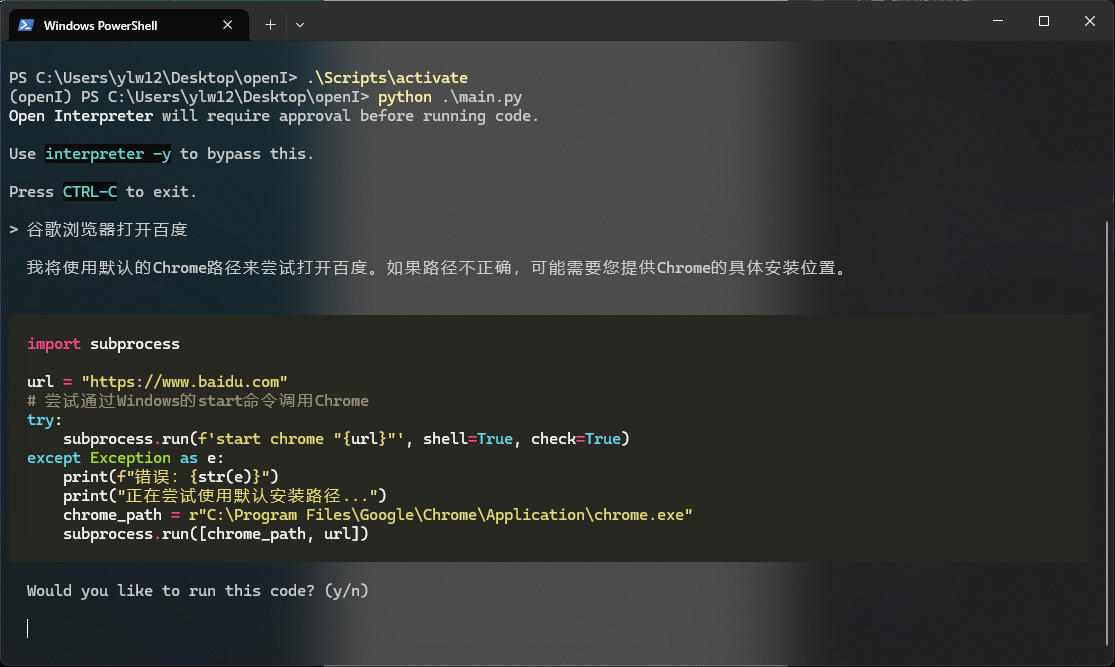 Windows PowerShell
PS C:\Users\ylw12\Desktop\openI> .\Scripts\activate
(openI) PS C:\Users\ylw12\Desktop\openI> python .\main.py
Open Interpreter will require approval before running code.
Use interpreter -y to bypass this.
Press CTRL-C to exit.
> 谷歌浏览器打开百度
我将使用默认的Chrome路径来尝试打开百度。如果路径不正确，可能需要您提供Chrome的具体安装位置。
import subprocess
url = "https://www.baidu.com"
# 尝试通过Windows的start命令调用Chrome
try:
    subprocess.run(f'start chrome "{url}"', shell=True, check=True)
except Exception as e:
    print(f"错误: {str(e)}")
    print("正在尝试使用默认安装路径...")
    chrome_path = r"C:\Program Files\Google\Chrome\Application\chrome.exe"
    subprocess.run([chrome_path, url])
Would you like to run this code? (y/n)